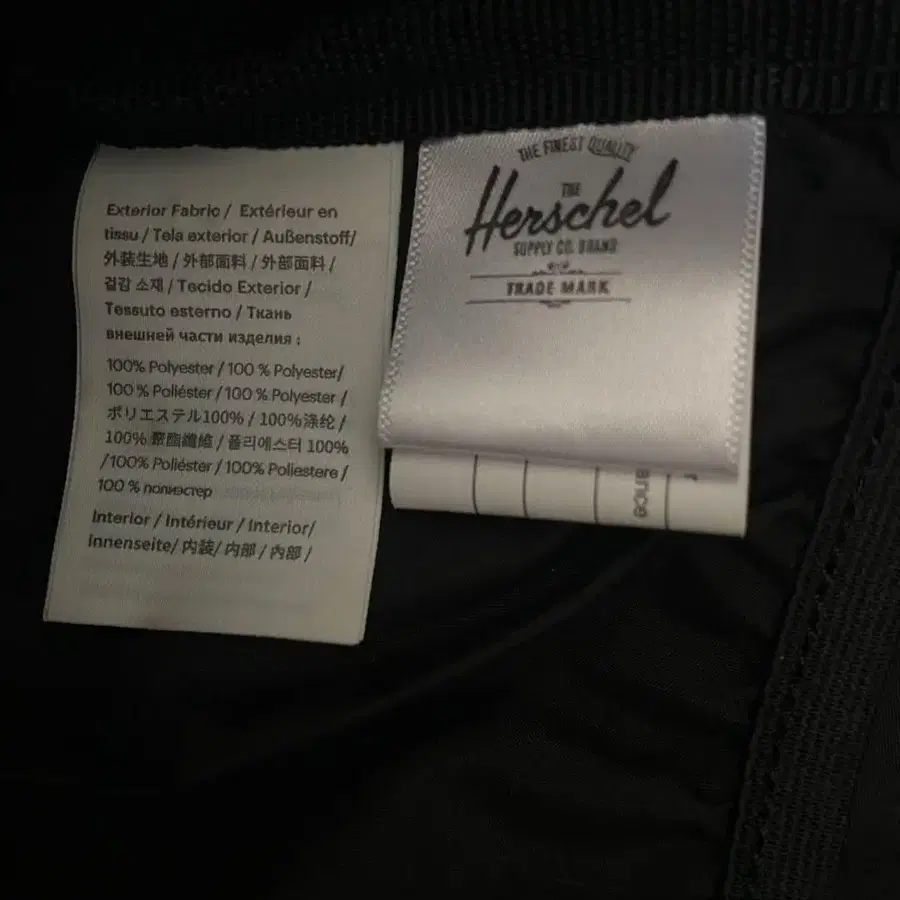 Exterior Fabric / Extérieur en
tissu / Tela exterior / Außenstoff/
外装生地 / 外部面料 / 外部面料 /
겉감 소재 / Tecido Exterior /
Tessuto esterno / Ткань
внешней части изделия :
100% Polyester / 100 % Polyester/
100 % Poliéster / 100 % Polyester /
ポリエステル100% / 100%涤纶 /
100% 聚酯纖維 / 폴리에스터 100%
/100% Poliéster / 100% Poliestere /
100 % полиэстер
Interior / Intérieur / Interior/
Innenseite/ 内装/ 内部 / 內部 /
THE FINEST QUALITY
THE
Herschel
SUPPLY CO. BRAND
TRADE MARK